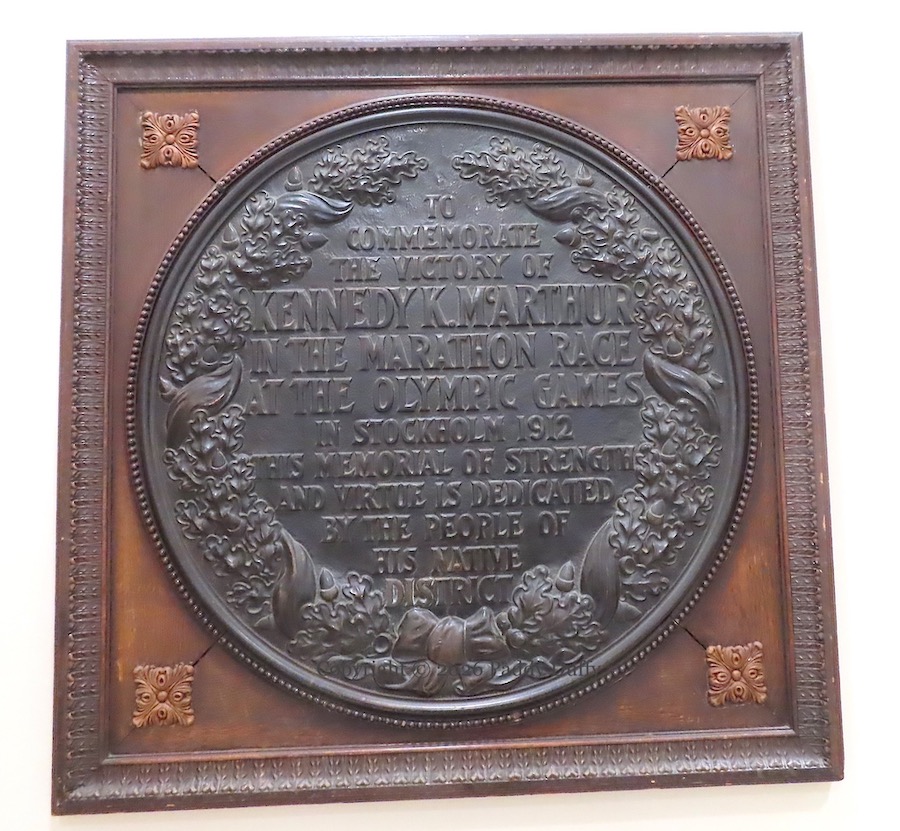 TO
COMMEMORATE
THE VICTORY OF
KENNEDY K. McARTHUR
IN THE MARATHON RACE
AT THE OLYMPIC GAMES
IN STOCKHOLM 1912
THIS MEMORIAL OF STRENGTH
AND VIRTUE IS DEDICATED
BY THE PEOPLE OF
HIS NATIVE
DISTRICT
Copyright ©